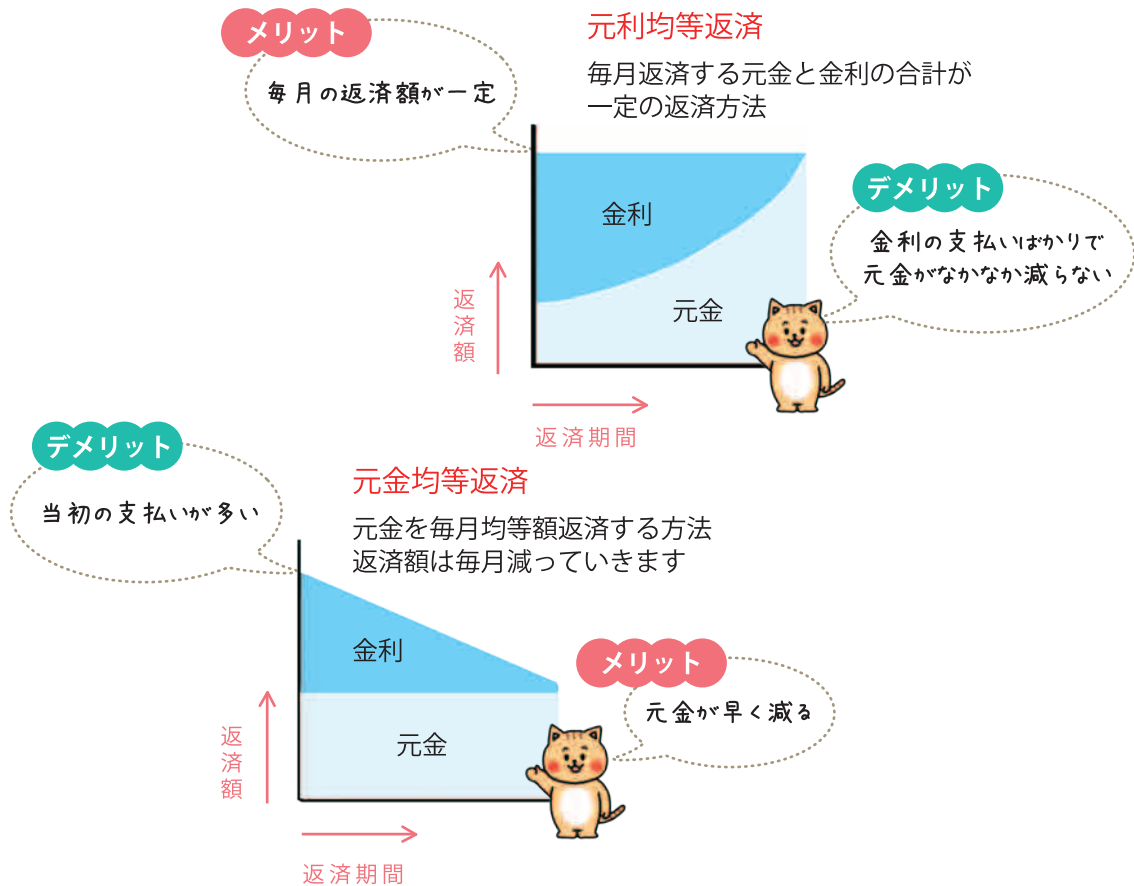 メリット
毎月の返済額が一定
元利均等返済
毎月返済する元金と金利の合計が
一定の返済方法
デメリット
金利の支払いばかりで
元金がなかなか減らない
金利
元金
返済額
返済期間
デメリット
当初の支払いが多い
元金均等返済
元金を毎月均等額返済する方法
返済額は毎月減っていきます
金利
元金
メリット
元金が早く減る
返済額
返済期間